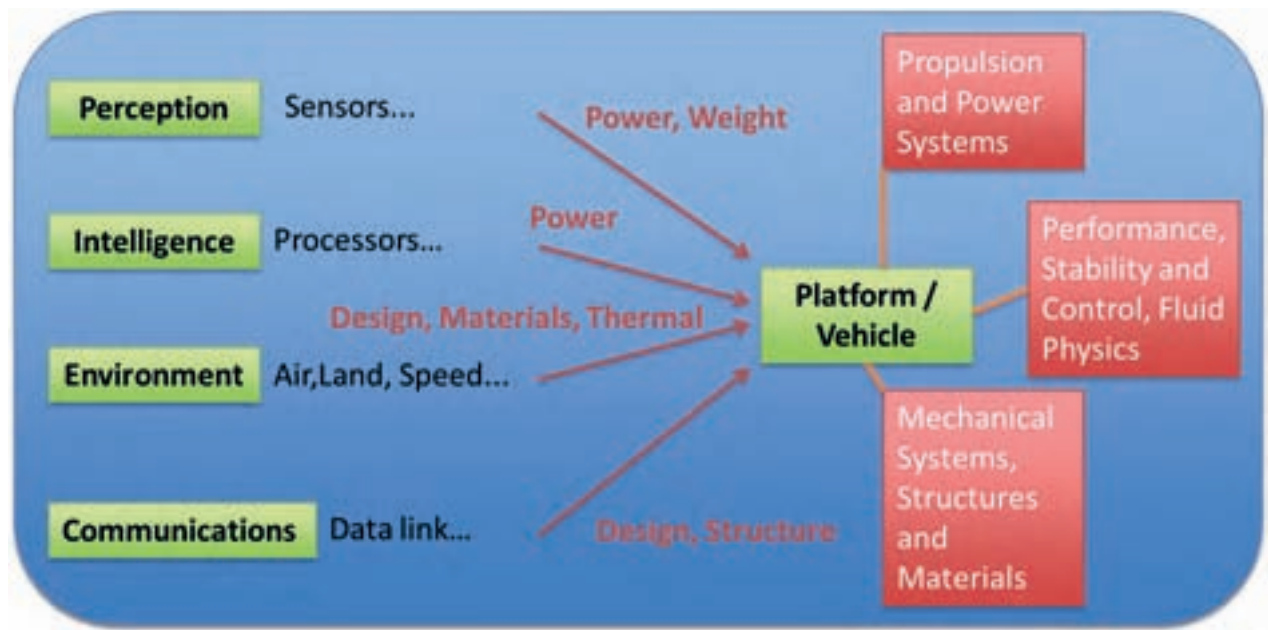 Perception
Sensors...
Power, Weight
Intelligence
Processors...
Power
Environment
Air,Land, Speed...
Design, Materials, Thermal
Communications
Data link...
Design, Structure
Platform /
Vehicle
Propulsion
and Power
Systems
Performance,
Stability and
Control, Fluid
Physics
Mechanical
Systems,
Structures
and
Materials